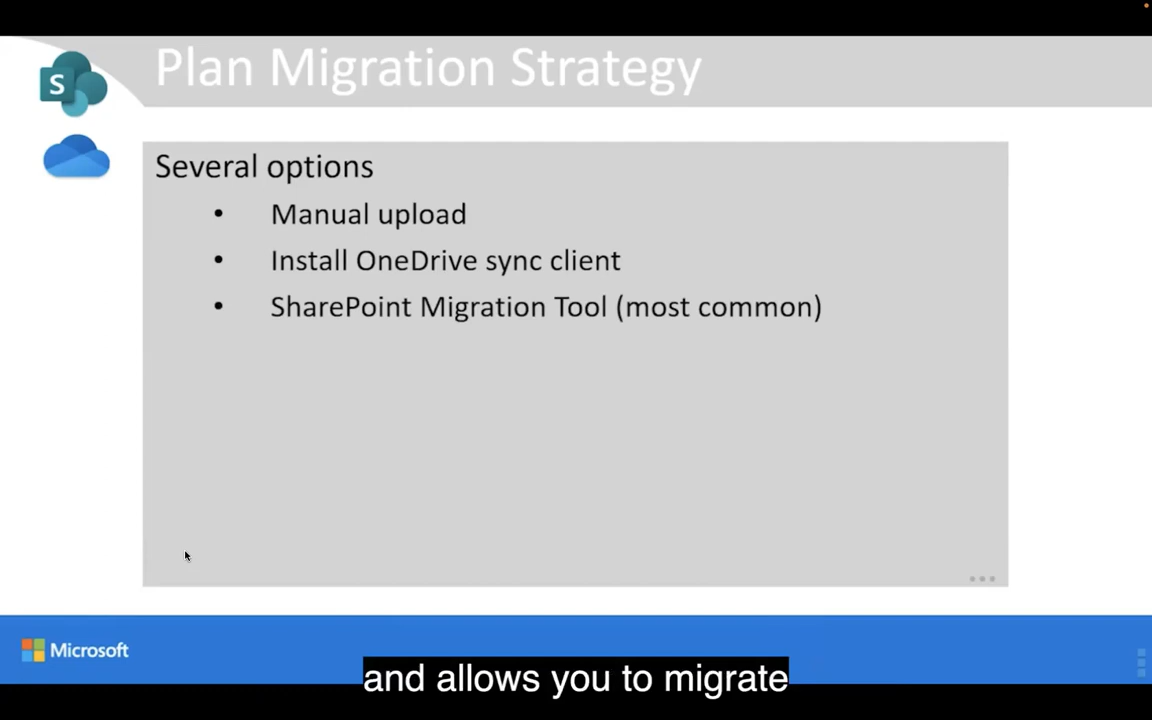 Plan Migration Strategy
S
Several options
• Manual upload
• Install OneDrive sync client
• SharePoint Migration Tool (most common)
Microsoft
and allows you to migrate